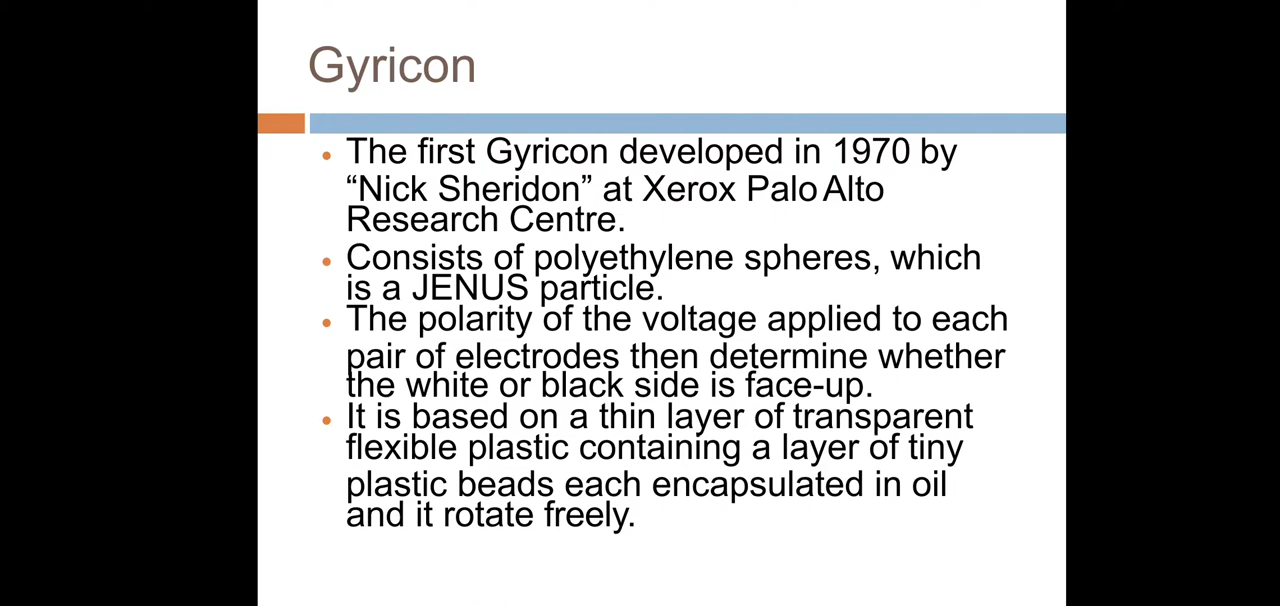 Gyricon
• The first Gyricon developed in 1970 by
“Nick Sheridon” at Xerox Palo Alto
Research Centre.
• Consists of polyethylene spheres, which
is a JENUS particle.
• The polarity of the voltage applied to each
pair of electrodes then determine whether
the white or black side is face-up.
• It is based on a thin layer of transparent
flexible plastic containing a layer of tiny
plastic beads each encapsulated in oil
and it rotate freely.